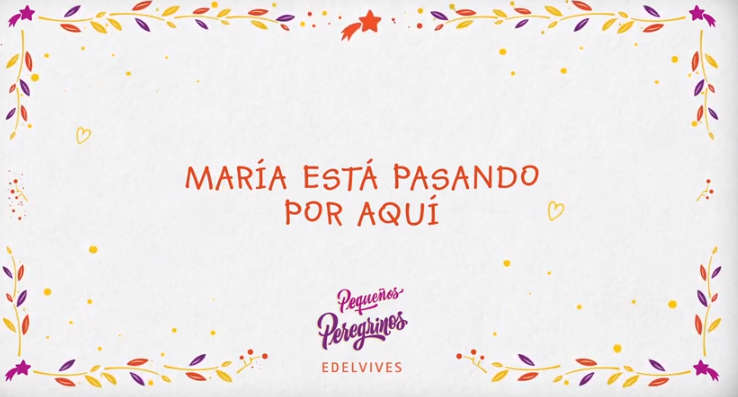 MARÍA ESTÁ PASANDO
POR AQUÍ
Pequeños
Peregrinos
EDELVIVES